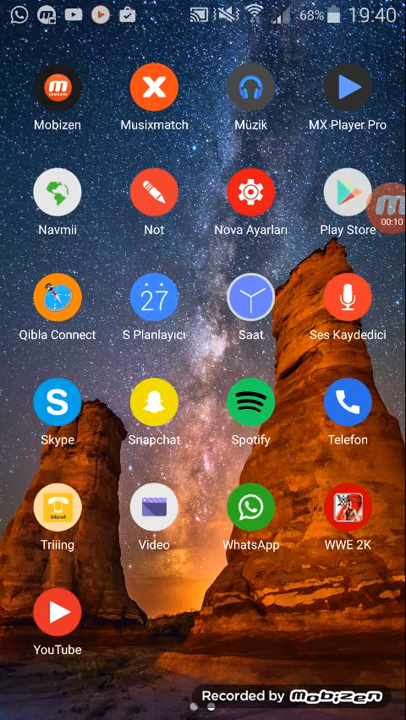 68% 19:40
Mobizen
Musixmatch
Müzik
MX Player Pro
00:10
Navmii
Not
Nova Ayarları
Play Store
Qibla Connect
27
S Planlayıcı
Saat
Ses Kaydedici
S
Skype
Snapchat
Spotify
Telefon
Triiing
Video
WhatsApp
WWE 2K
YouTube
Recorded by Mobizen